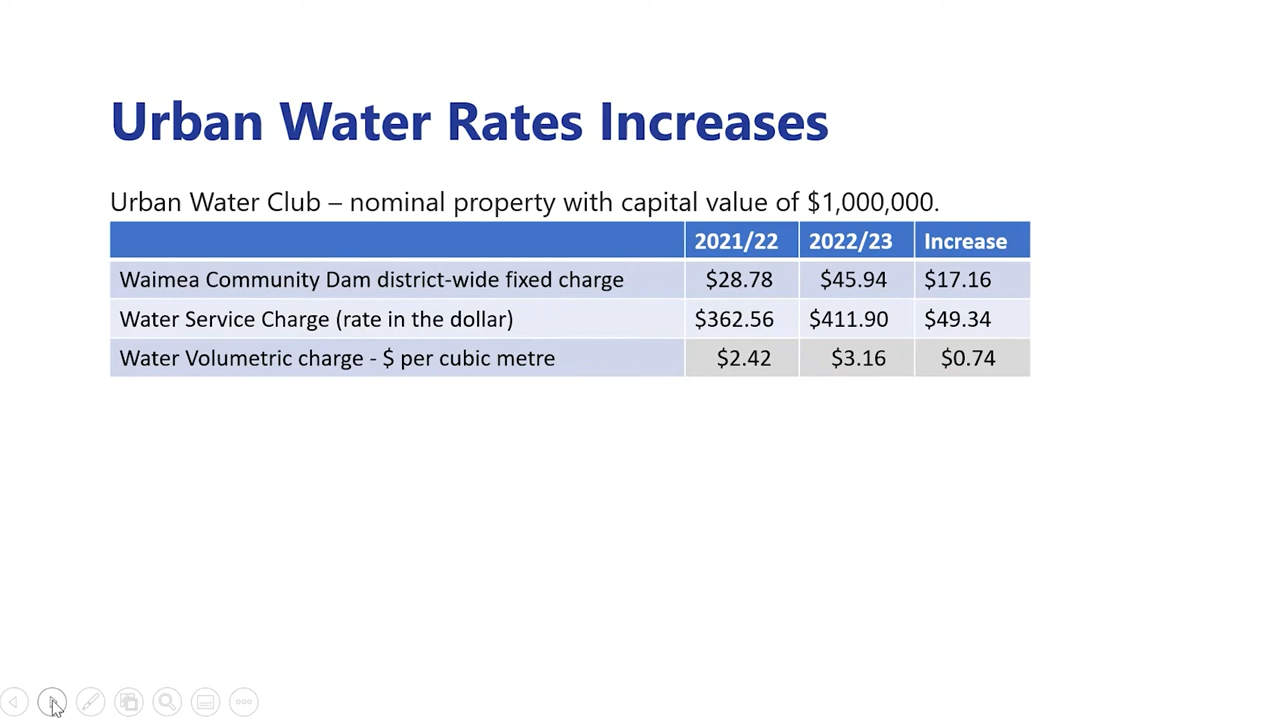 Urban Water Rates Increases
Urban Water Club – nominal property with capital value of $1,000,000.
2021/22 2022/23 Increase
Waimea Community Dam district-wide fixed charge $28.78 $45.94 $17.16
Water Service Charge (rate in the dollar) $362.56 $411.90 $49.34
Water Volumetric charge - $ per cubic metre $2.42 $3.16 $0.74